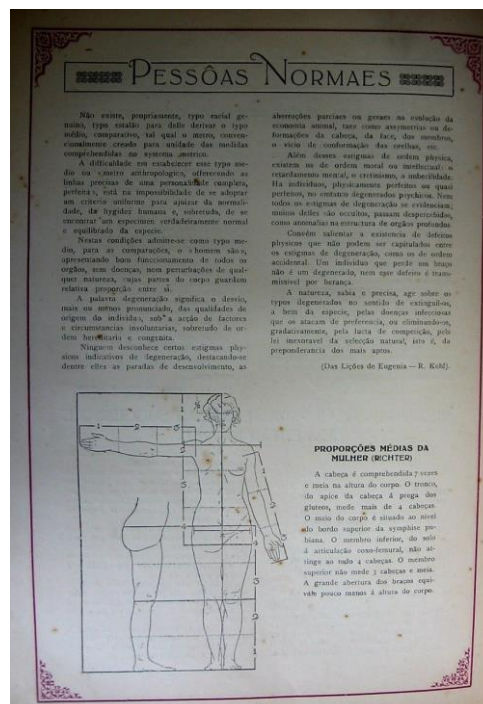 PESSÔAS NORMAES
Não existe, propriamente, typo racial ge-
nuino, typo estalão para delle derivar o typo
médio, comparativo, tal qual o metro, conven-
cionalmente creado para unidade das medidas
comprehendidas no systema metrico.
A difficuldade em estabelecer esse typo me-
dio ou «metro anthropologico, offerecendo as
linhas precisas de uma personalidade completa,
perfeita», está na impossibilidade de se adoptar
um criterio uniforme para ajuizar da normali-
dade, da hygidez humana e, sobretudo, de se
encontrar um especimen verdadeiramente normal
e equilibrado da especie.
Nestas condições admitte-se como typo mé-
dio, para as comparações, o «homem são»,
apresentando bom funccionamento de todos os
orgãos, sem doenças, nem perturbações de qual-
quer natureza, cujas partes do corpo guardem
relativa proporção entre si.
A palavra degeneração significa o desvio,
mais ou menos pronunciado, das qualidades de
origem do individuo, sob a acção de factores
e circumstancias involuntarias, sobretudo de or-
dem hereditaria e congenita.
Ninguem desconhece certos estigmas phy-
sicos indicativos de degeneração, destacando-se
dentre elles as paradas de desenvolvimento, as
aberrações parciaes ou geraes na evolução da
economia animal, taes como assymetrias ou de-
formações da cabeça, da face, dos membros,
o vicio de conformação das orelhas, etc.
Além desses estigmas de ordem physica,
existem os de ordem moral ou intellectual: o
retardamento mental, o cretinismo, a imbecilidade.
Ha individuos, physicamente perfeitos ou quasi
perfeitos, no emtanto degenerados psychicos. Nem
todos os estigmas de degeneração se evidenciam;
muitos delles são occultos, passam despercebidos,
como anomalias na estructura de orgãos profundos.
Convém salientar a existencia de defeitos
physicos que não podem ser capitulados entre
os estigmas de degeneração, como os de ordem
accidental. Um individuo que perde um braço
não é um degenerado, nem este defeito é trans-
missivel por herança.
A natureza, sabia e precisa, age sobre os
typos degenerados no sentido de extinguil-os,
a bem da especie, pelas doenças infecciosas
que os atacam de preferencia, ou eliminando-os,
gradativamente, pela lucta de competição, pela
lei inexoravel da selecção natural, isto é, da
preponderancia dos mais aptos.
(Das Lições de Eugenia — R. Kehl).
PROPORÇÕES MÉDIAS DA
MULHER (RICHTER)
A cabeça é comprehendida 7 vezes
e meia na altura do corpo. O tronco,
do apice da cabeça á prega dos
gluteos, mede mais de 4 cabeças.
O meio do corpo é situado ao nivel
do bordo superior da symphise pu-
biana. O membro inferior, do solo
á articulação coxo-femural, não at-
tinge ao todo 4 cabeças. O membro
superior não mede 3 cabeças e meia.
A grande abertura dos braços equi-
vale pouco menos á altura do corpo.